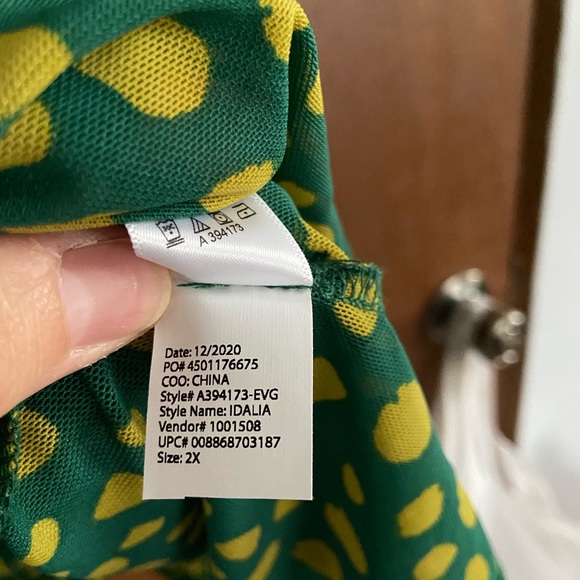 A 394173
Date: 12/2020
PO# 4501176675
COO: CHINA
Style# A394173-EVG
Style Name: IDALIA
Vendor# 1001508
UPC# 008868703187
Size: 2X